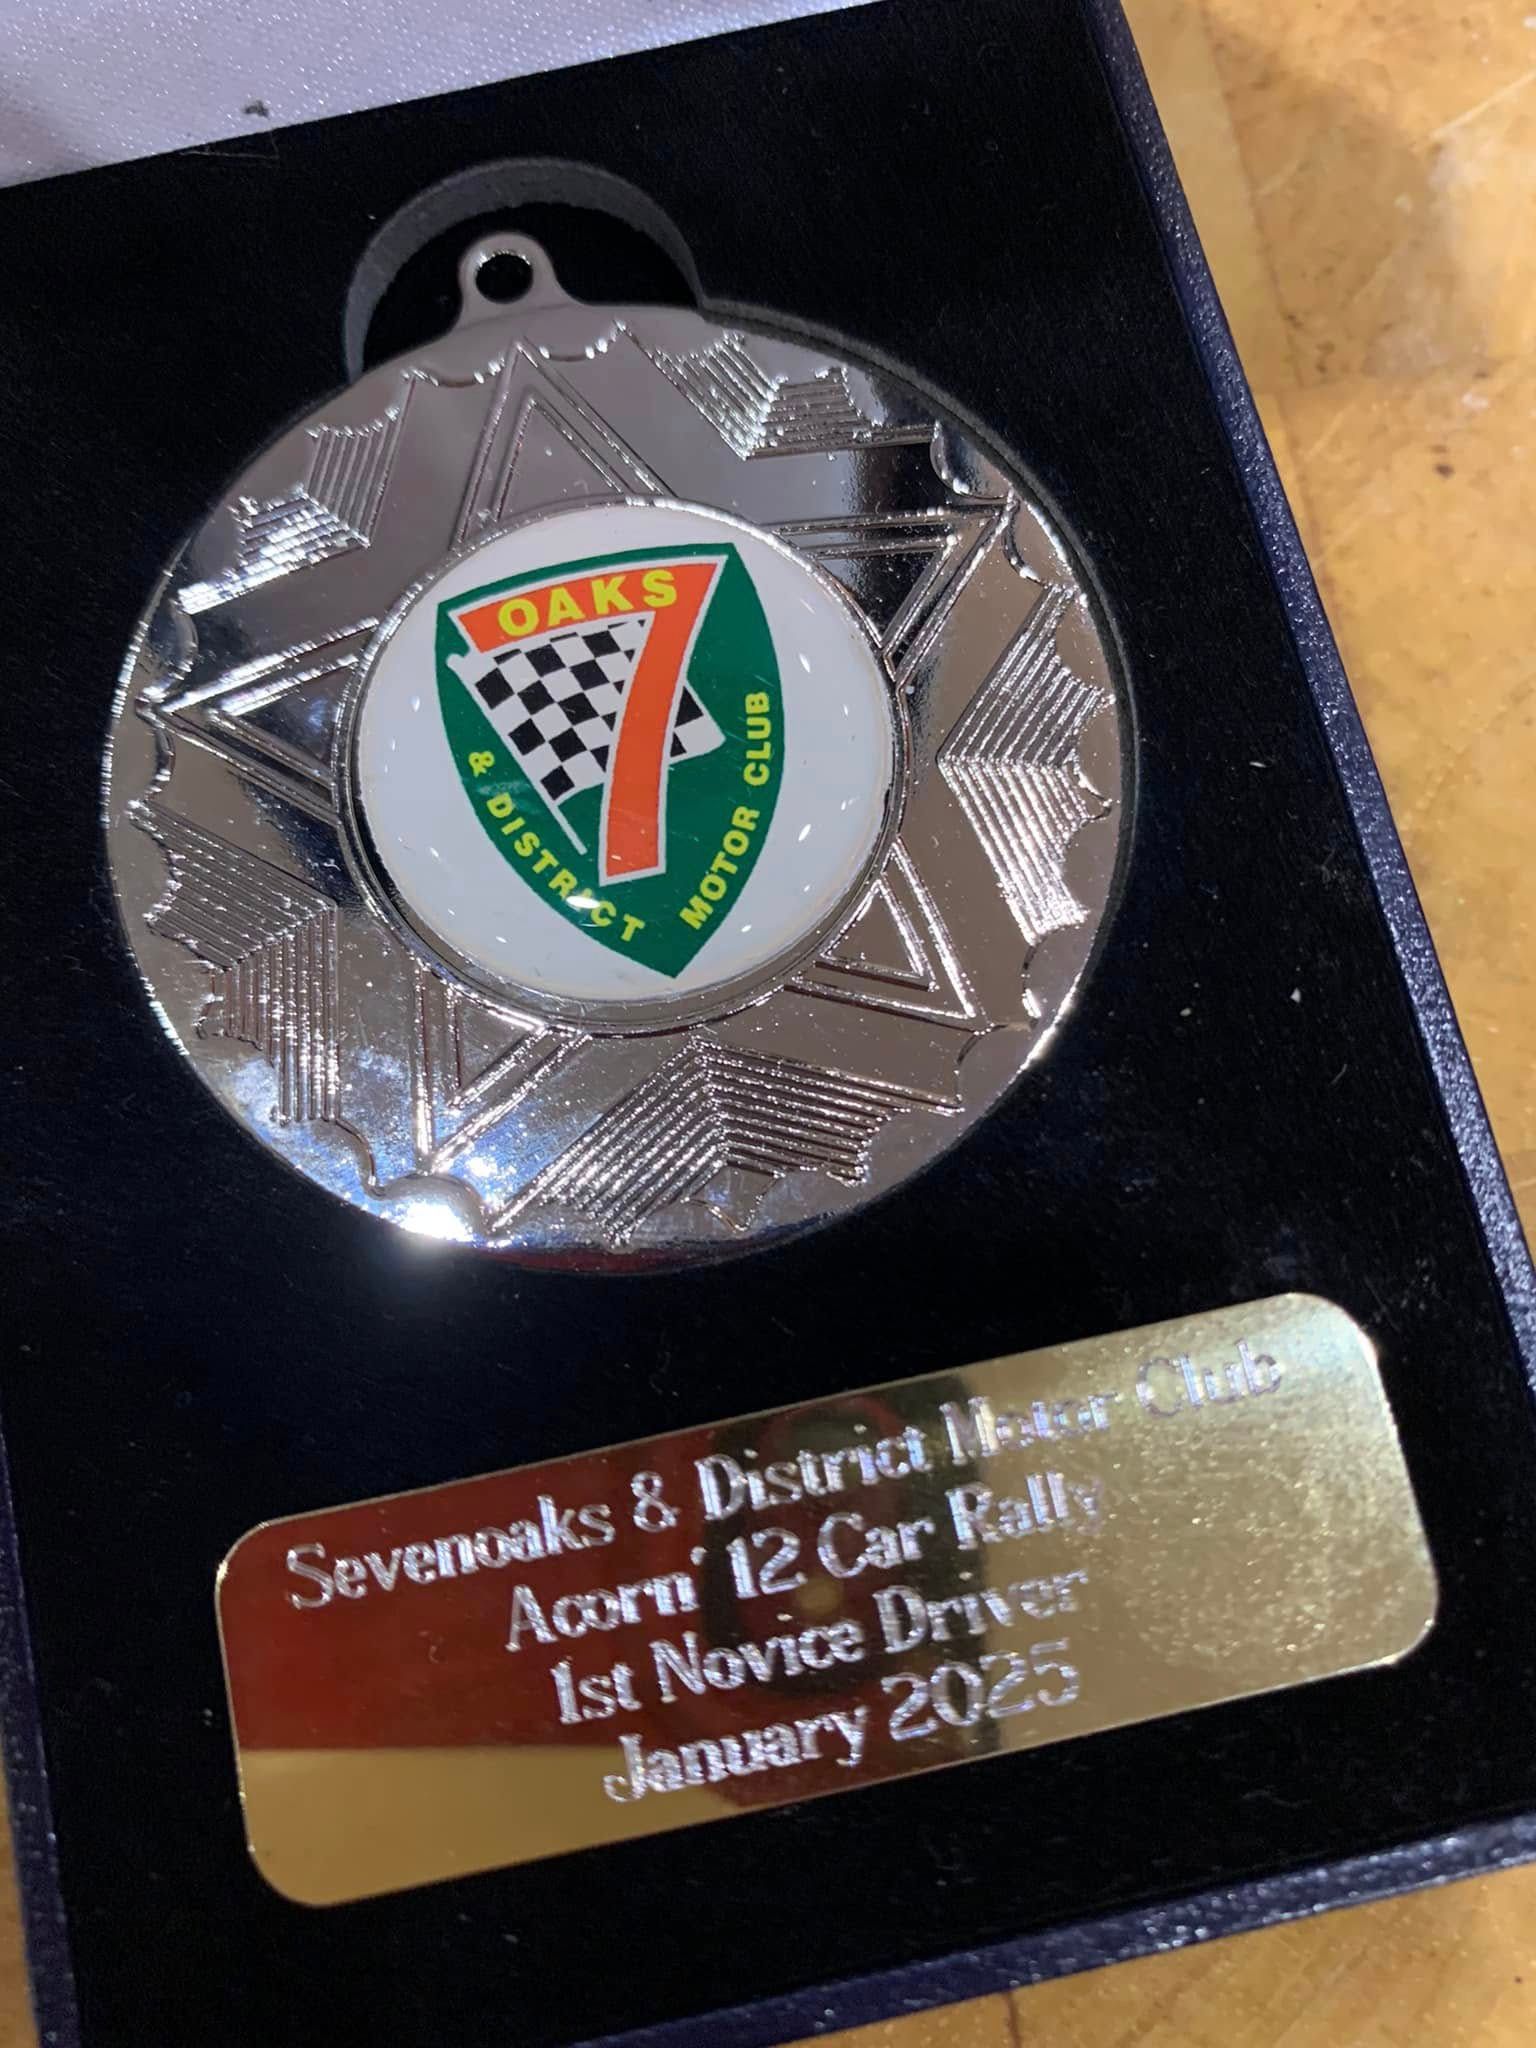 OAKS
7
& DISTRICT
MOTOR CLUB
Sevenoaks & District Motor Club
Acorn 12 Car Rally
1st Novice Driver
January 2025